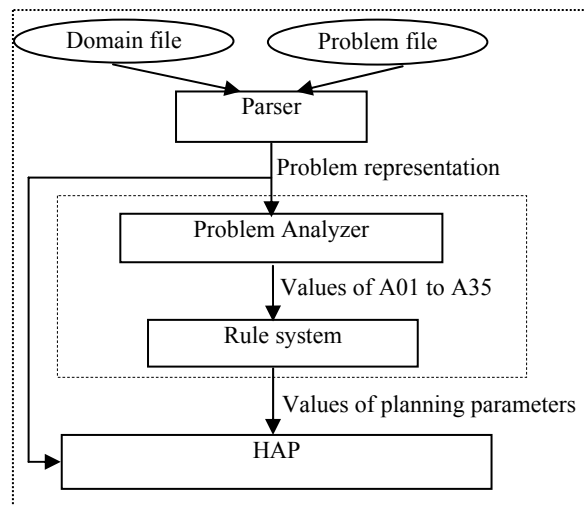 Domain file
Problem file
Parser
Problem representation
Problem Analyzer
Values of A01 to A35
Rule system
Values of planning parameters
HAP